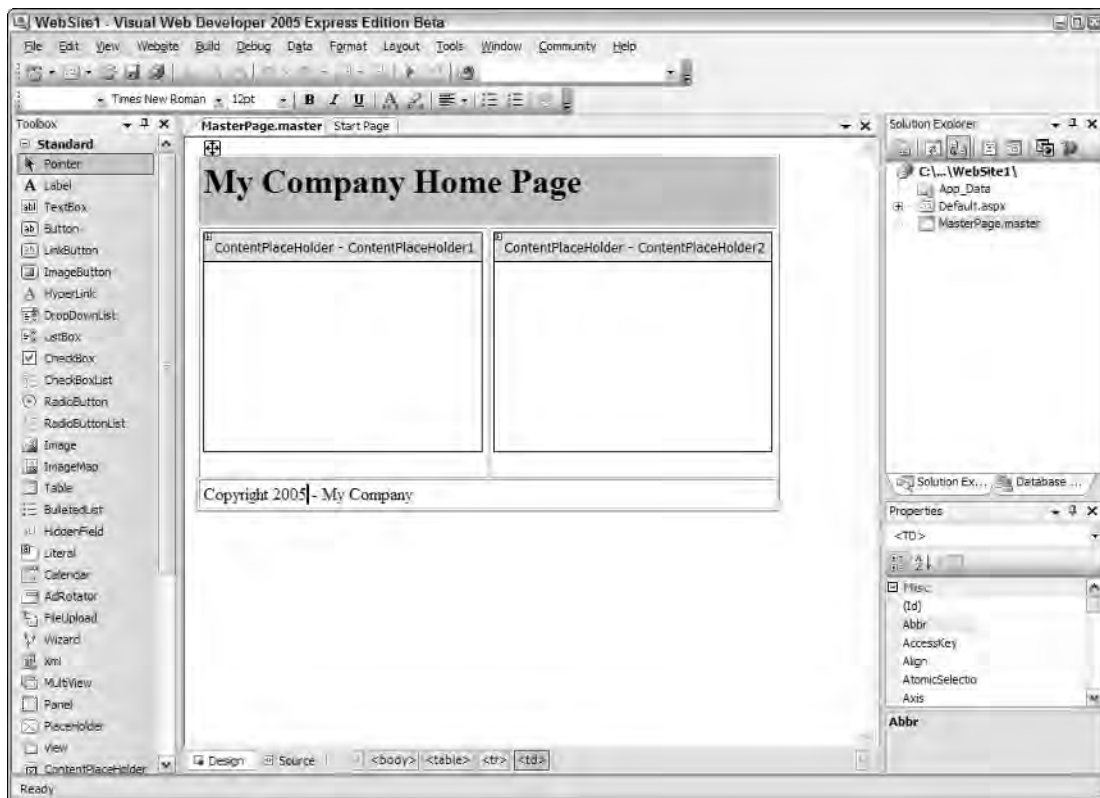 WebSite1 - Visual Web Developer 2005 Express Edition Beta
File Edit View Website Build Debug Data Format Layout Tools Window Community Help
Times New Roman 12pt B I U A
Toolbox
Standard
Pointer
A Label
abl TextBox
ab Button
LinkButton
ImageButton
A HyperLink
DropDownList
ListBox
CheckBox
CheckBoxList
RadioButton
RadioButtonList
Image
ImageMap
Table
BulletedList
HiddenField
Literal
Calendar
AdRotator
FileUpload
Wizard
Xml
MultiView
Panel
PlaceHolder
View
ContentPlaceHolder
MasterPage.master Start Page
My Company Home Page
ContentPlaceHolder - ContentPlaceHolder1
ContentPlaceHolder - ContentPlaceHolder2
Copyright 2005 - My Company
Design Source <body> <table> <tr> <td>
Solution Explorer
C:\...\WebSite1\
App_Data
Default.aspx
MasterPage.master
Solution Ex... Database ...
Properties
<TD>
Misc
(Id)
Abbr
AccessKey
Align
AtomicSelectio
Axis
Abbr
Ready